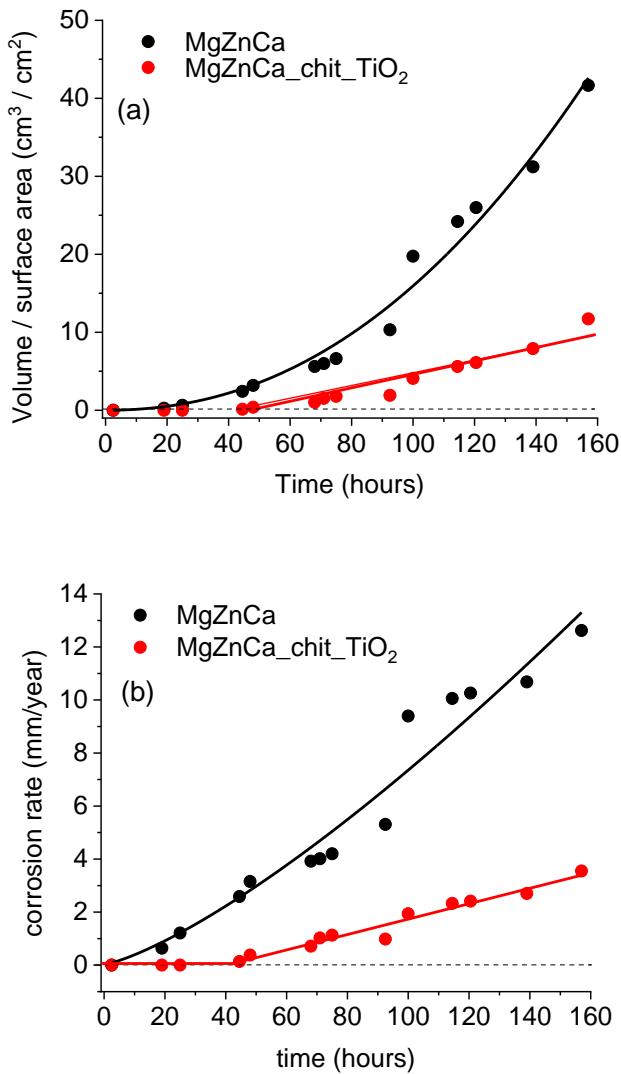 MgZnCa
MgZnCa_chit_TiO₂
(a)
Volume / surface area (cm³ / cm²)
50
40
30
20
10
0
0 20 40 60 80 100 120 140 160
Time (hours)
MgZnCa
MgZnCa_chit_TiO₂
(b)
corrosion rate (mm/year)
14
12
10
8
6
4
2
0
0 20 40 60 80 100 120 140 160
time (hours)